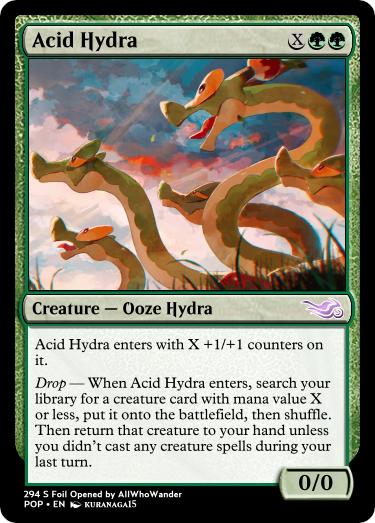 Acid Hydra X
Creature — Ooze Hydra
Acid Hydra enters with X +1/+1 counters on
it.
Drop — When Acid Hydra enters, search your
library for a creature card with mana value X
or less, put it onto the battlefield, then shuffle.
Then return that creature to your hand unless
you didn't cast any creature spells during your
last turn.
0/0
294 S Foil Opened by AllWhoWander
POP • EN KURANAGAI5